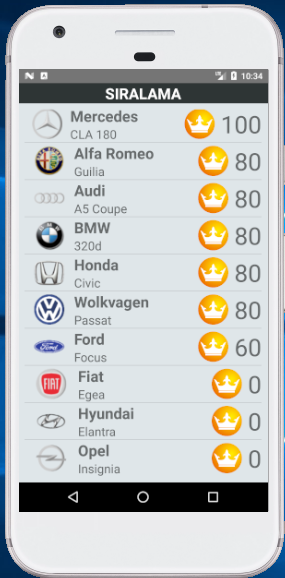 10:34
SIRALAMA
Mercedes
CLA 180
100
Alfa Romeo
Guilia
80
Audi
A5 Coupe
80
BMW
320d
80
Honda
Civic
80
Wolkvagen
Passat
80
Ford
Ford
Focus
60
FIAT
Fiat
Egea
0
Hyundai
Elantra
0
Opel
Insignia
0